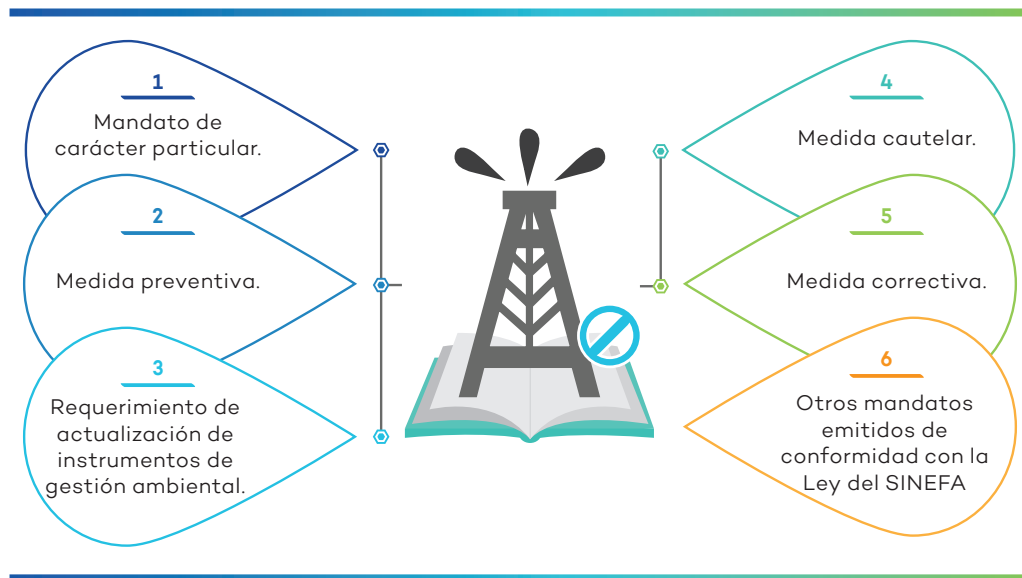 1
Mandato de
carácter particular.
2
Medida preventiva.
3
Requerimiento de
actualización de
instrumentos de
gestión ambiental.
4
Medida cautelar.
5
Medida correctiva.
6
Otros mandatos
emitidos de
conformidad con la
Ley del SINEFA